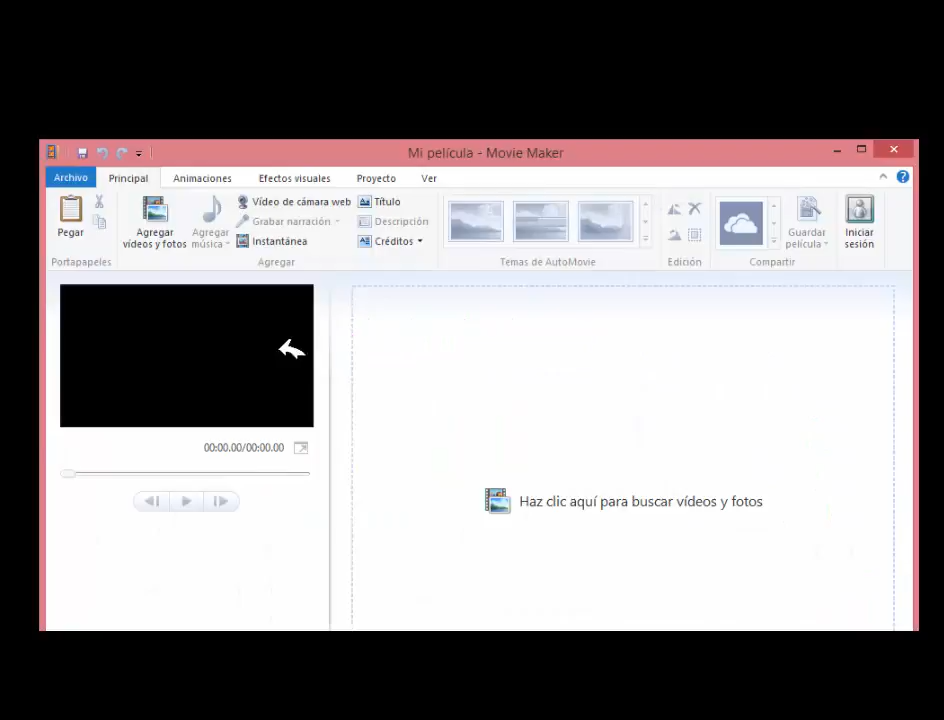 Mi película - Movie Maker
Archivo Principal Animaciones Efectos visuales Proyecto Ver
Pegar
Portapapeles
Agregar vídeos y fotos
Agregar música
Vídeo de cámara web
Grabar narración
Instantánea
Título
Descripción
Créditos
Agregar
Temas de AutoMovie
Edición
Guardar película
Compartir
Iniciar sesión
00:00.00/00:00.00
Haz clic aquí para buscar vídeos y fotos